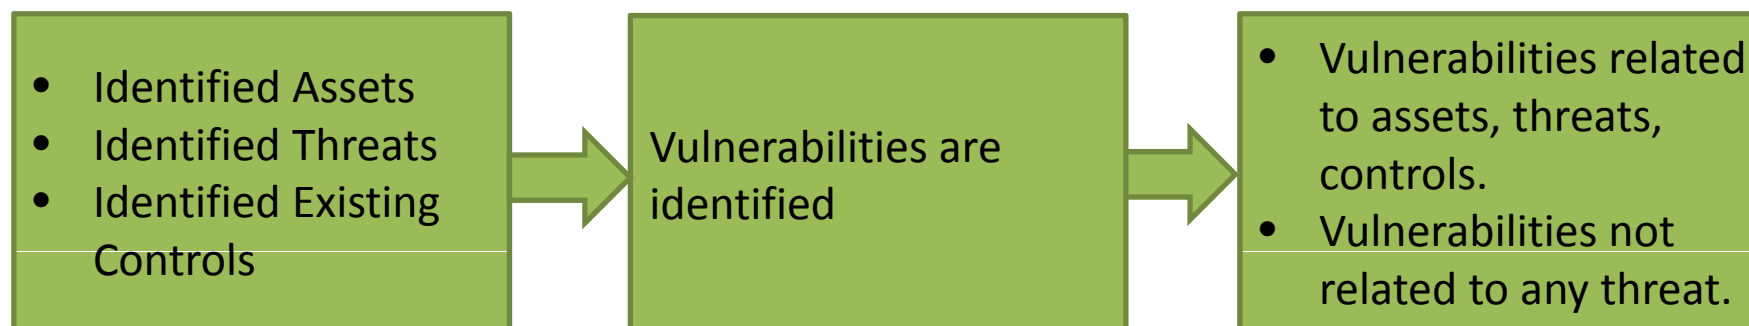 • Identified Assets
• Identified Threats
• Identified Existing
Controls
Vulnerabilities are
identified
• Vulnerabilities related
to assets, threats,
controls.
• Vulnerabilities not
related to any threat.